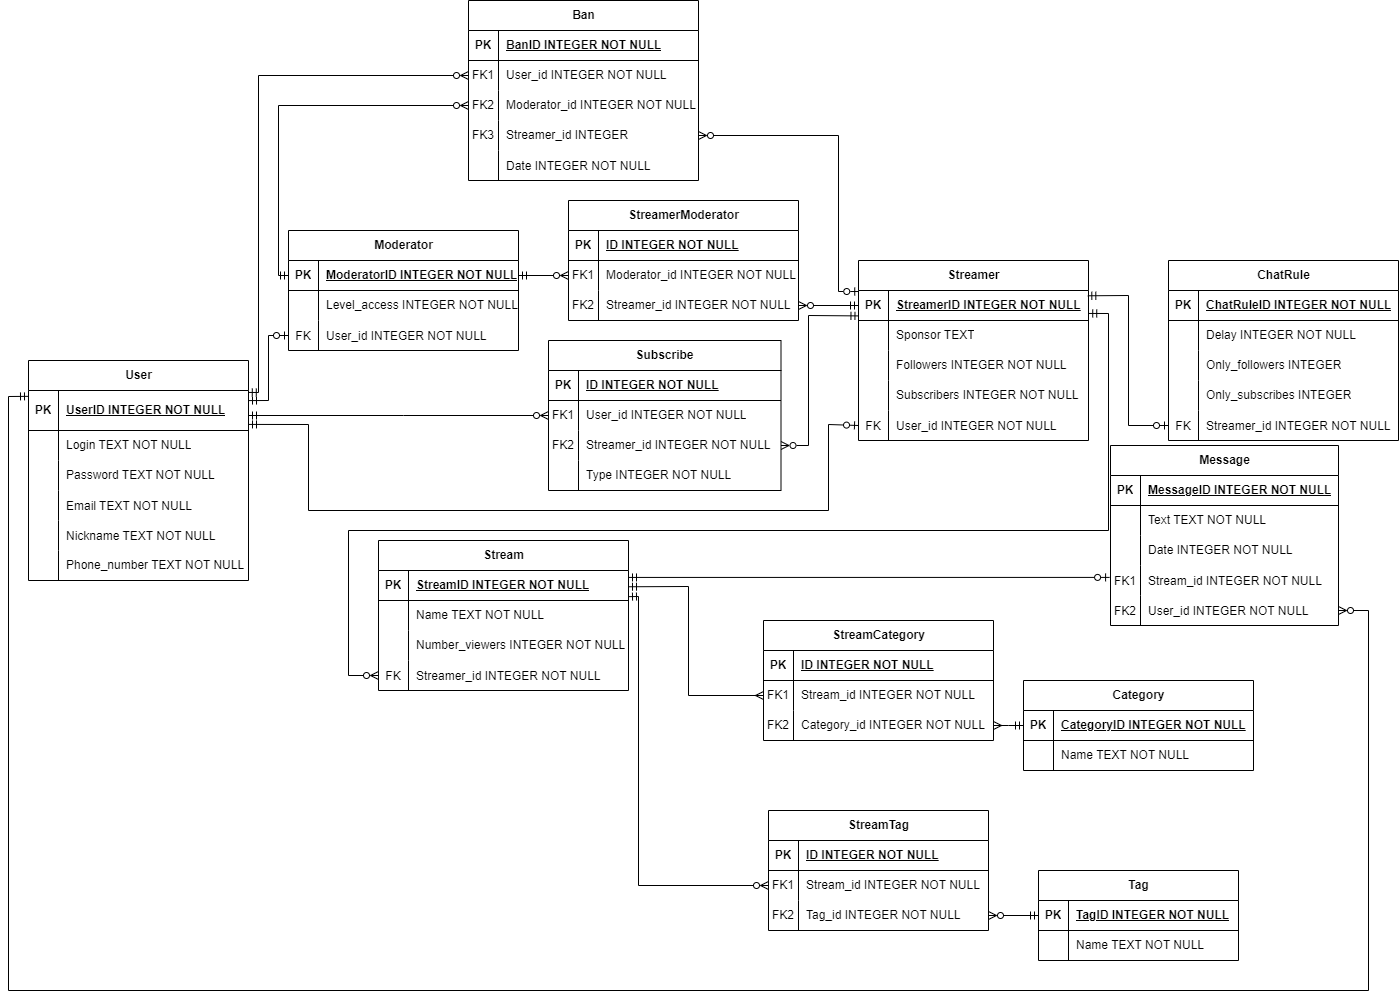 Ban
PK BanID INTEGER NOT NULL
FK1 User_id INTEGER NOT NULL
FK2 Moderator_id INTEGER NOT NULL
FK3 Streamer_id INTEGER
Date INTEGER NOT NULL
StreamerModerator
PK ID INTEGER NOT NULL
FK1 Moderator_id INTEGER NOT NULL
FK2 Streamer_id INTEGER NOT NULL
Moderator
PK ModeratorID INTEGER NOT NULL
Level_access INTEGER NOT NULL
FK User_id INTEGER NOT NULL
Streamer
PK StreamerID INTEGER NOT NULL
Sponsor TEXT
Followers INTEGER NOT NULL
Subscribers INTEGER NOT NULL
FK User_id INTEGER NOT NULL
ChatRule
PK ChatRuleID INTEGER NOT NULL
Delay INTEGER NOT NULL
Only_followers INTEGER
Only_subscribes INTEGER
FK Streamer_id INTEGER NOT NULL
Subscribe
PK ID INTEGER NOT NULL
FK1 User_id INTEGER NOT NULL
FK2 Streamer_id INTEGER NOT NULL
Type INTEGER NOT NULL
User
PK UserID INTEGER NOT NULL
Login TEXT NOT NULL
Password TEXT NOT NULL
Email TEXT NOT NULL
Nickname TEXT NOT NULL
Phone_number TEXT NOT NULL
Message
PK MessageID INTEGER NOT NULL
Text TEXT NOT NULL
Date INTEGER NOT NULL
FK1 Stream_id INTEGER NOT NULL
FK2 User_id INTEGER NOT NULL
Stream
PK StreamID INTEGER NOT NULL
Name TEXT NOT NULL
Number_viewers INTEGER NOT NULL
FK Streamer_id INTEGER NOT NULL
StreamCategory
PK ID INTEGER NOT NULL
FK1 Stream_id INTEGER NOT NULL
FK2 Category_id INTEGER NOT NULL
Category
PK CategoryID INTEGER NOT NULL
Name TEXT NOT NULL
StreamTag
PK ID INTEGER NOT NULL
FK1 Stream_id INTEGER NOT NULL
FK2 Tag_id INTEGER NOT NULL
Tag
PK TagID INTEGER NOT NULL
Name TEXT NOT NULL